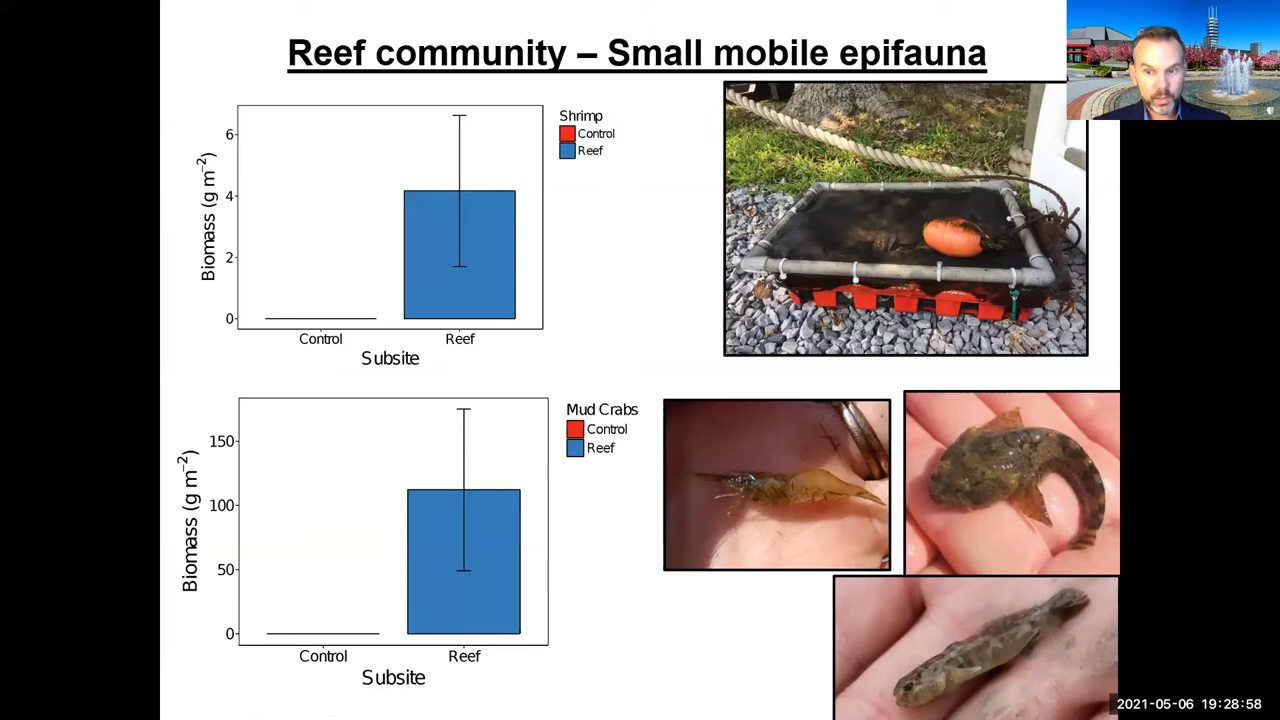 Reef community – Small mobile epifauna
Shrimp
Control
Reef
Biomass (g m⁻²)
6
4
2
0
Control Reef
Subsite
Mud Crabs
Control
Reef
Biomass (g m⁻²)
150
100
50
0
Control Reef
Subsite
2021-05-06 19:28:58